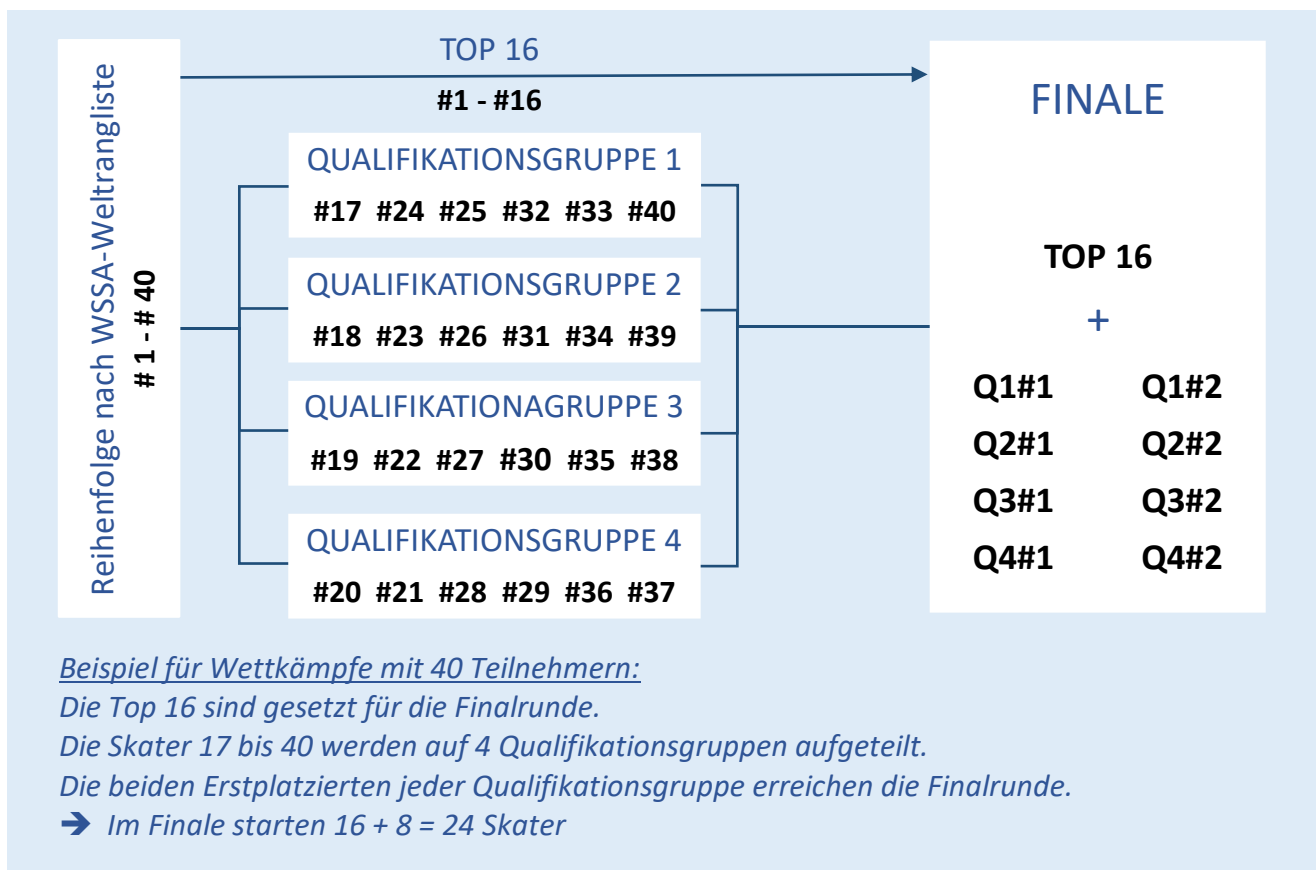 Reihenfolge nach WSSA-Weltrangliste
# 1 - # 40
TOP 16
#1 - #16
QUALIFIKATIONSGRUPPE 1
#17 #24 #25 #32 #33 #40
QUALIFIKATIONSGRUPPE 2
#18 #23 #26 #31 #34 #39
QUALIFIKATIONAGRUPPE 3
#19 #22 #27 #30 #35 #38
QUALIFIKATIONSGRUPPE 4
#20 #21 #28 #29 #36 #37
FINALE
TOP 16
+
Q1#1 Q1#2
Q2#1 Q2#2
Q3#1 Q3#2
Q4#1 Q4#2
Beispiel für Wettkämpfe mit 40 Teilnehmern:
Die Top 16 sind gesetzt für die Finalrunde.
Die Skater 17 bis 40 werden auf 4 Qualifikationsgruppen aufgeteilt.
Die beiden Erstplatzierten jeder Qualifikationsgruppe erreichen die Finalrunde.
➔ Im Finale starten 16 + 8 = 24 Skater